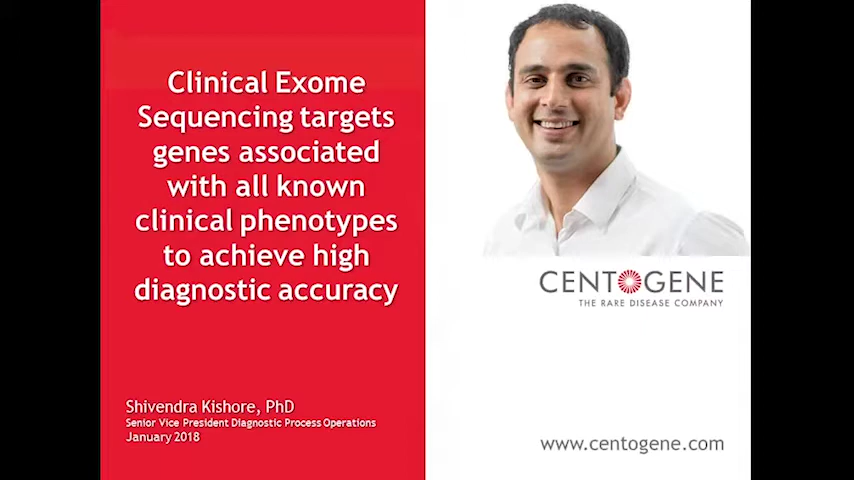 Clinical Exome
Sequencing targets
genes associated
with all known
clinical phenotypes
to achieve high
diagnostic accuracy
Shivendra Kishore, PhD
Senior Vice President Diagnostic Process Operations
January 2018
CENTOGENE
THE RARE DISEASE COMPANY
www.centogene.com